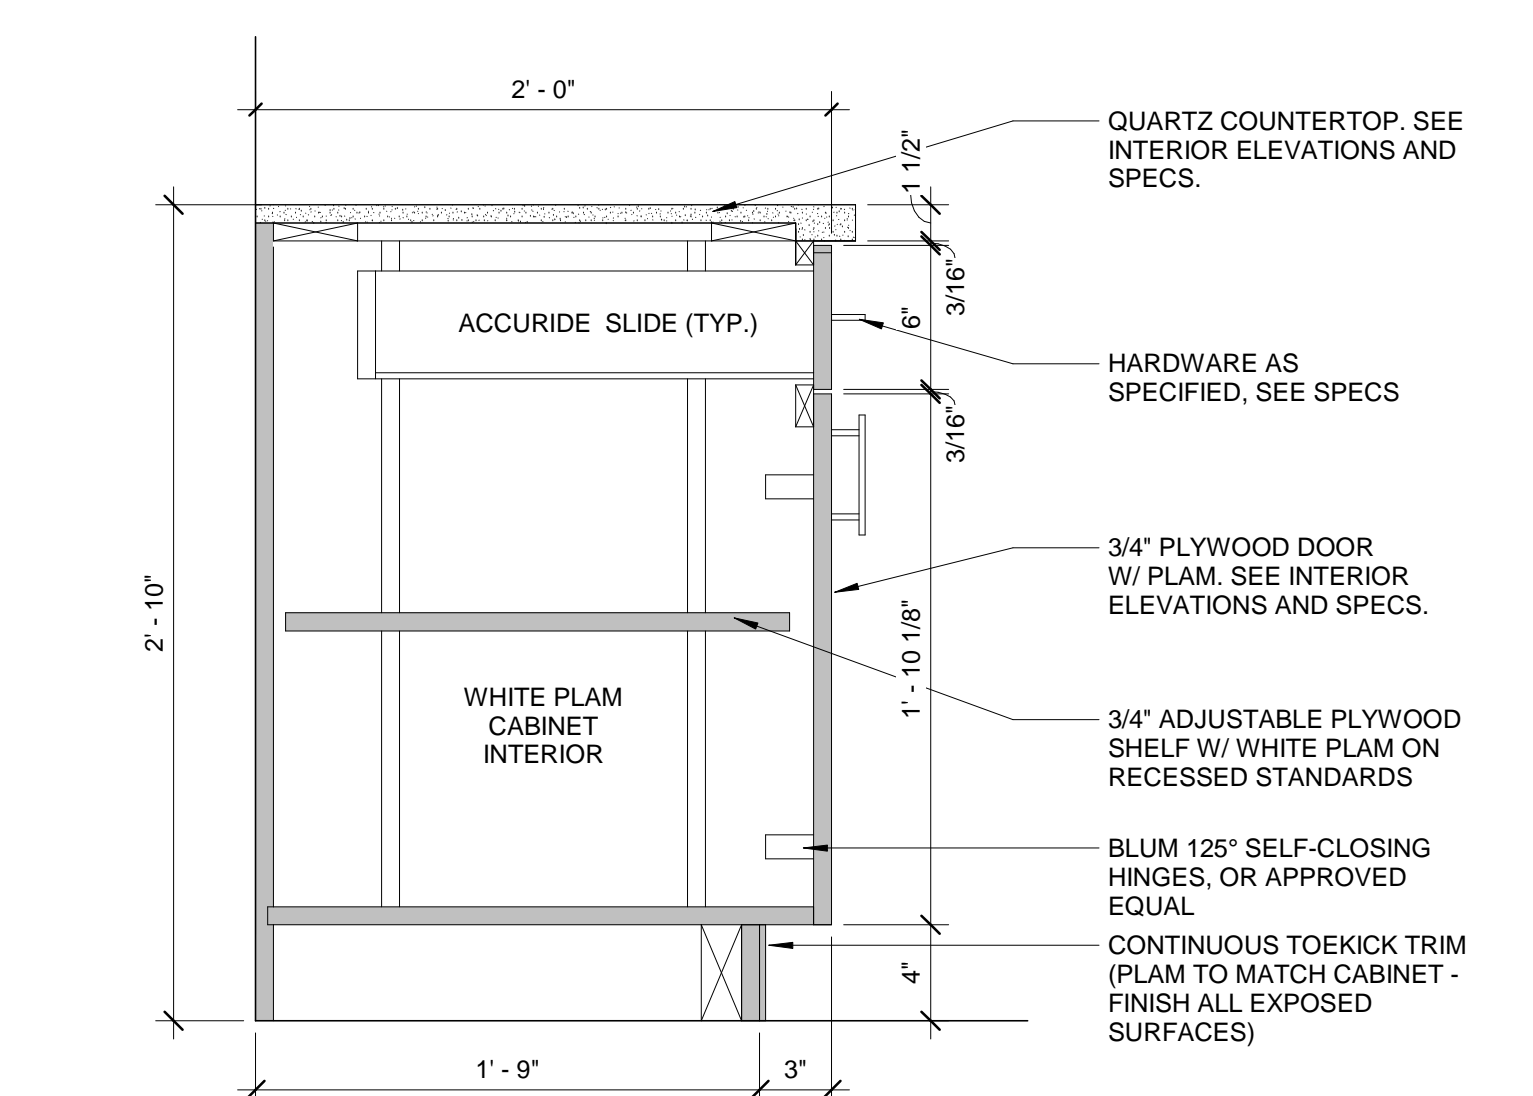 2' - 0"
1 1/2"
QUARTZ COUNTERTOP. SEE
INTERIOR ELEVATIONS AND
SPECS.
3/16"
6"
ACCURIDE  SLIDE (TYP.)
HARDWARE AS
SPECIFIED, SEE SPECS
3/16"
3/4" PLYWOOD DOOR
W/ PLAM. SEE INTERIOR
ELEVATIONS AND SPECS.
2' - 10"
1' - 10 1/8"
WHITE PLAM
CABINET
INTERIOR
3/4" ADJUSTABLE PLYWOOD
SHELF W/ WHITE PLAM ON
RECESSED STANDARDS
BLUM 125° SELF-CLOSING
HINGES, OR APPROVED
EQUAL
CONTINUOUS TOEKICK TRIM
(PLAM TO MATCH CABINET -
FINISH ALL EXPOSED
SURFACES)
4"
1' - 9"
3"